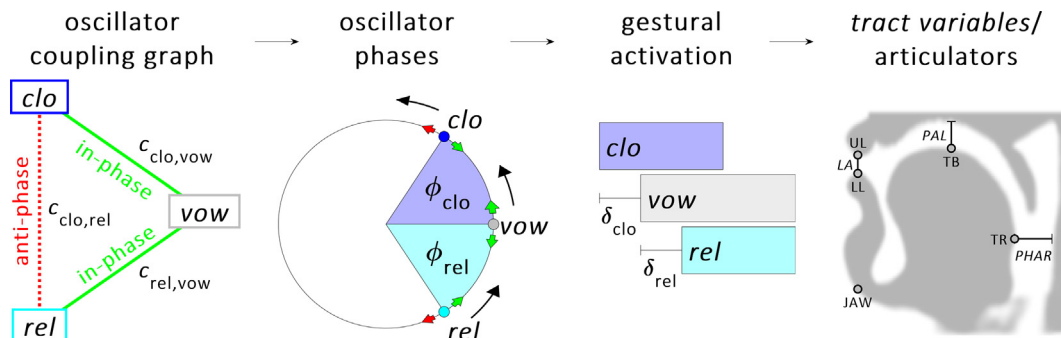 oscillator
coupling graph
oscillator
phases
gestural
activation
tract variables/
articulators
clo
in-phase
c_clo,vow
anti-phase
c_clo,rel
vow
in-phase
c_rel,vow
rel
clo
ϕ_clo
vow
ϕ_rel
rel
clo
vow
δ_clo
rel
δ_rel
PAL
UL
LA
LL
TB
TR
PHAR
JAW